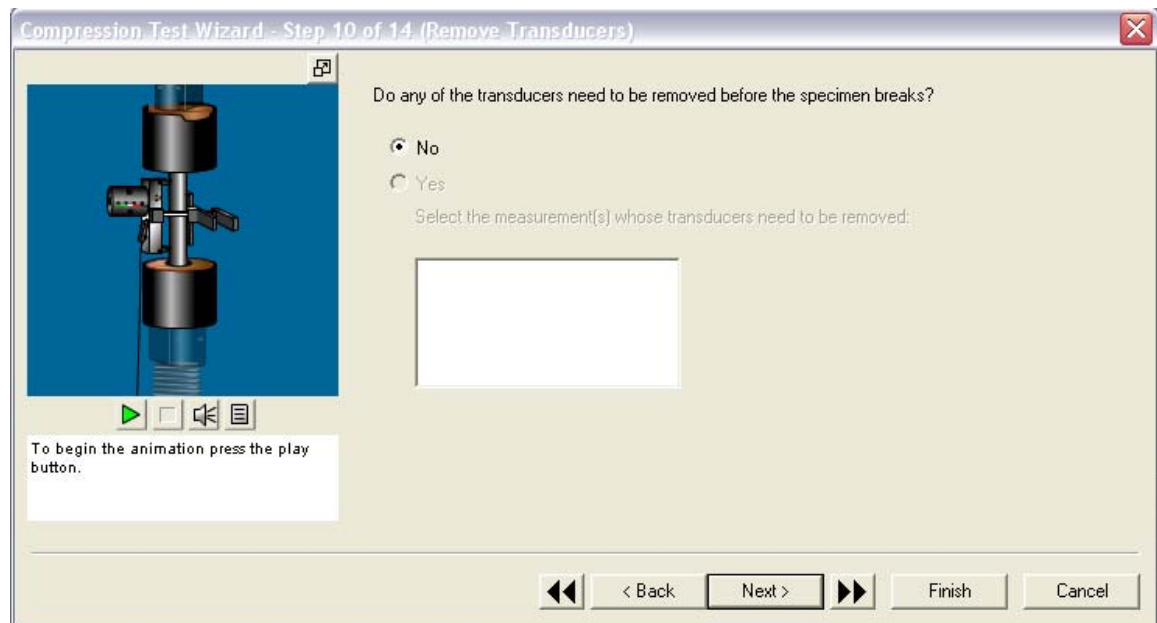 Compression Test Wizard - Step 10 of 14 (Remove Transducers)
Do any of the transducers need to be removed before the specimen breaks?
No
Yes
Select the measurement(s) whose transducers need to be removed:
To begin the animation press the play
button.
< Back
Next >
Finish
Cancel